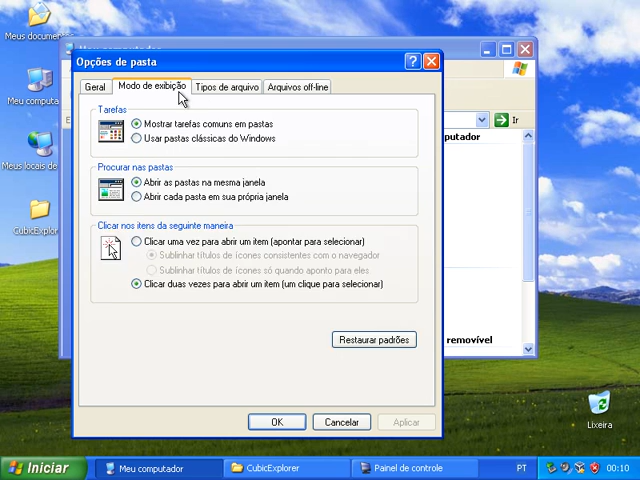 Meus documentos
Meu computador
Opções de pasta
Meu computa
Meus locais de
CubicExplor
Geral
Modo de exibição
Tipos de arquivo
Arquivos off-line
Ir
Tarefas
Mostrar tarefas comuns em pastas
Usar pastas clássicas do Windows
putador
Procurar nas pastas
Abrir as pastas na mesma janela
Abrir cada pasta em sua própria janela
Clicar nos itens da seguinte maneira
Clicar uma vez para abrir um item (apontar para selecionar)
Sublinhar títulos de ícones consistentes com o navegador
Sublinhar títulos de ícones só quando aponto para eles
Clicar duas vezes para abrir um item (um clique para selecionar)
Restaurar padrões
removível
OK
Cancelar
Aplicar
Lixeira
Iniciar
Meu computador
CubicExplorer
Painel de controle
PT
00:10